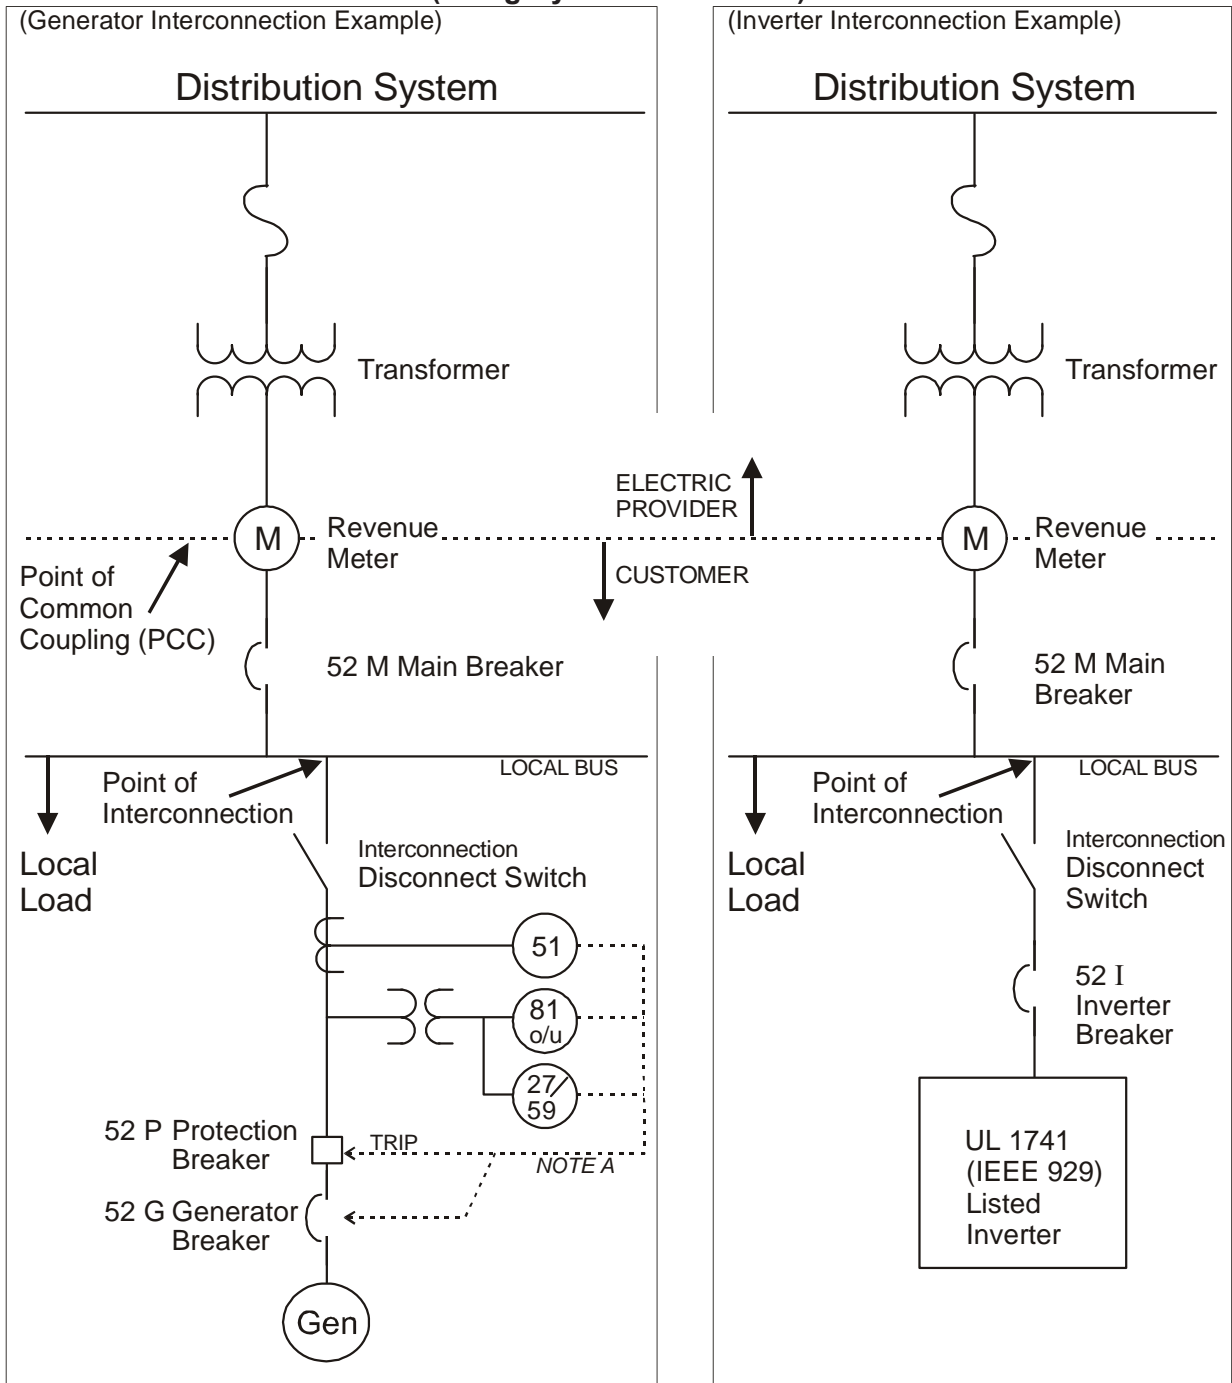 (Generator Interconnection Example)
Distribution System
Transformer
M
Revenue
Meter
Point of
Common
Coupling (PCC)
52 M Main Breaker
LOCAL BUS
Point of
Interconnection
Local
Load
Interconnection
Disconnect Switch
51
81
o/u
27/
59
52 P Protection
Breaker
TRIP
NOTE A
52 G Generator
Breaker
Gen
ELECTRIC
PROVIDER
CUSTOMER
(Inverter Interconnection Example)
Distribution System
Transformer
M
Revenue
Meter
52 M Main
Breaker
LOCAL BUS
Point of
Interconnection
Local
Load
Interconnection
Disconnect
Switch
52 I
Inverter
Breaker
UL 1741
(IEEE 929)
Listed
Inverter